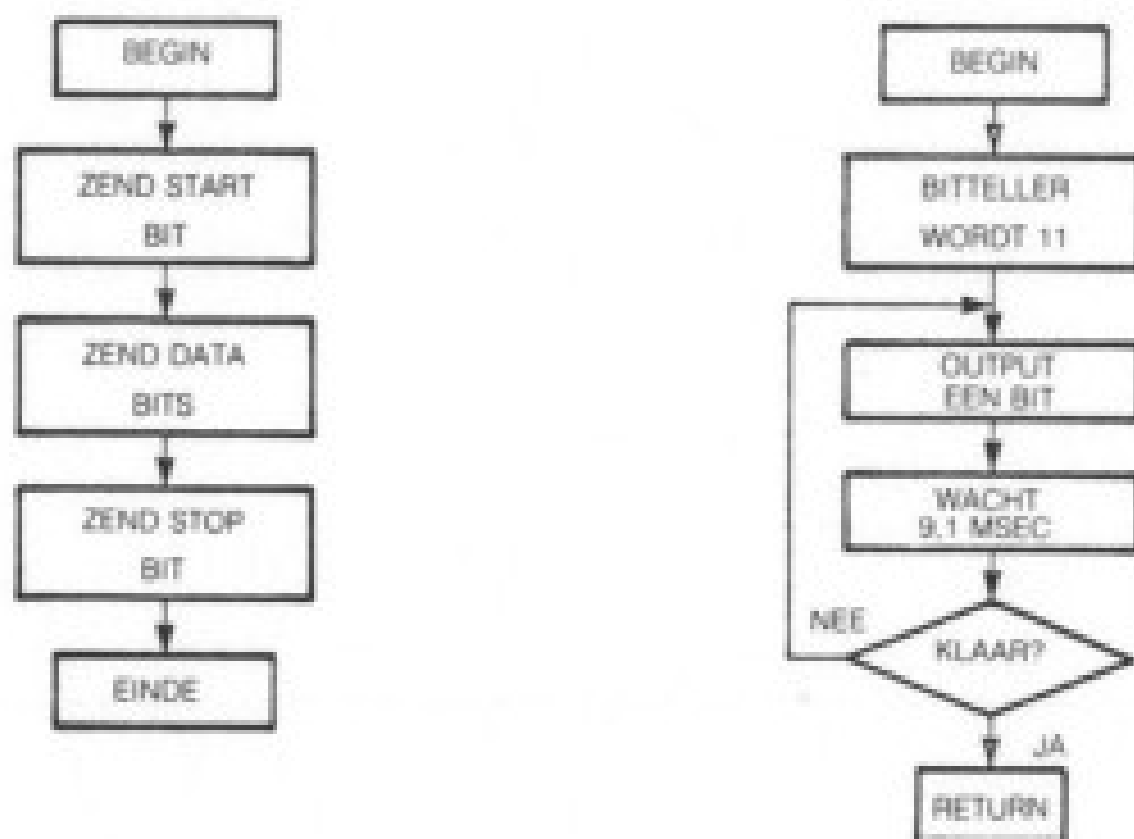 BEGIN
ZEND START
BIT
ZEND DATA
BITS
ZEND STOP
BIT
EINDE
BEGIN
BITTELLER
WORDT 11
OUTPUT
EEN BIT
WACHT
9.1 MSEC
NEE
KLAAR?
JA
RETURN